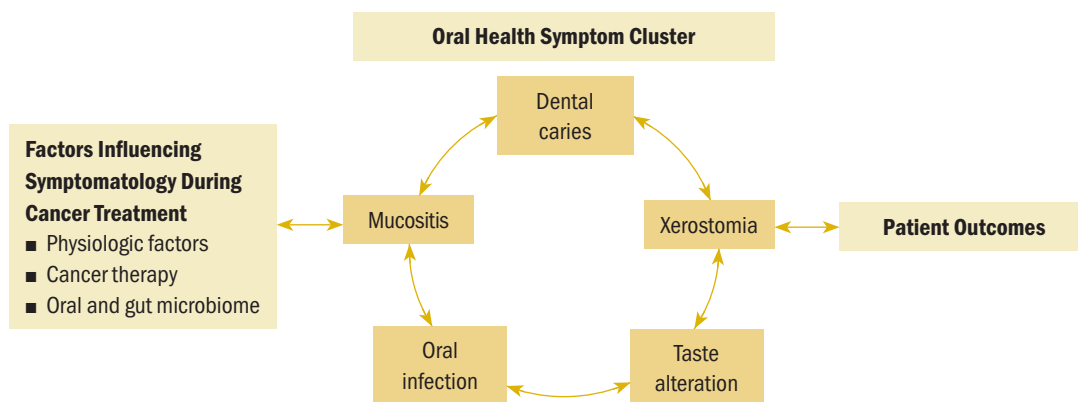 Oral Health Symptom Cluster
Dental
caries
Factors Influencing
Symptomatology During
Cancer Treatment
■ Physiologic factors
■ Cancer therapy
■ Oral and gut microbiome
Mucositis
Xerostomia
Patient Outcomes
Oral
infection
Taste
alteration